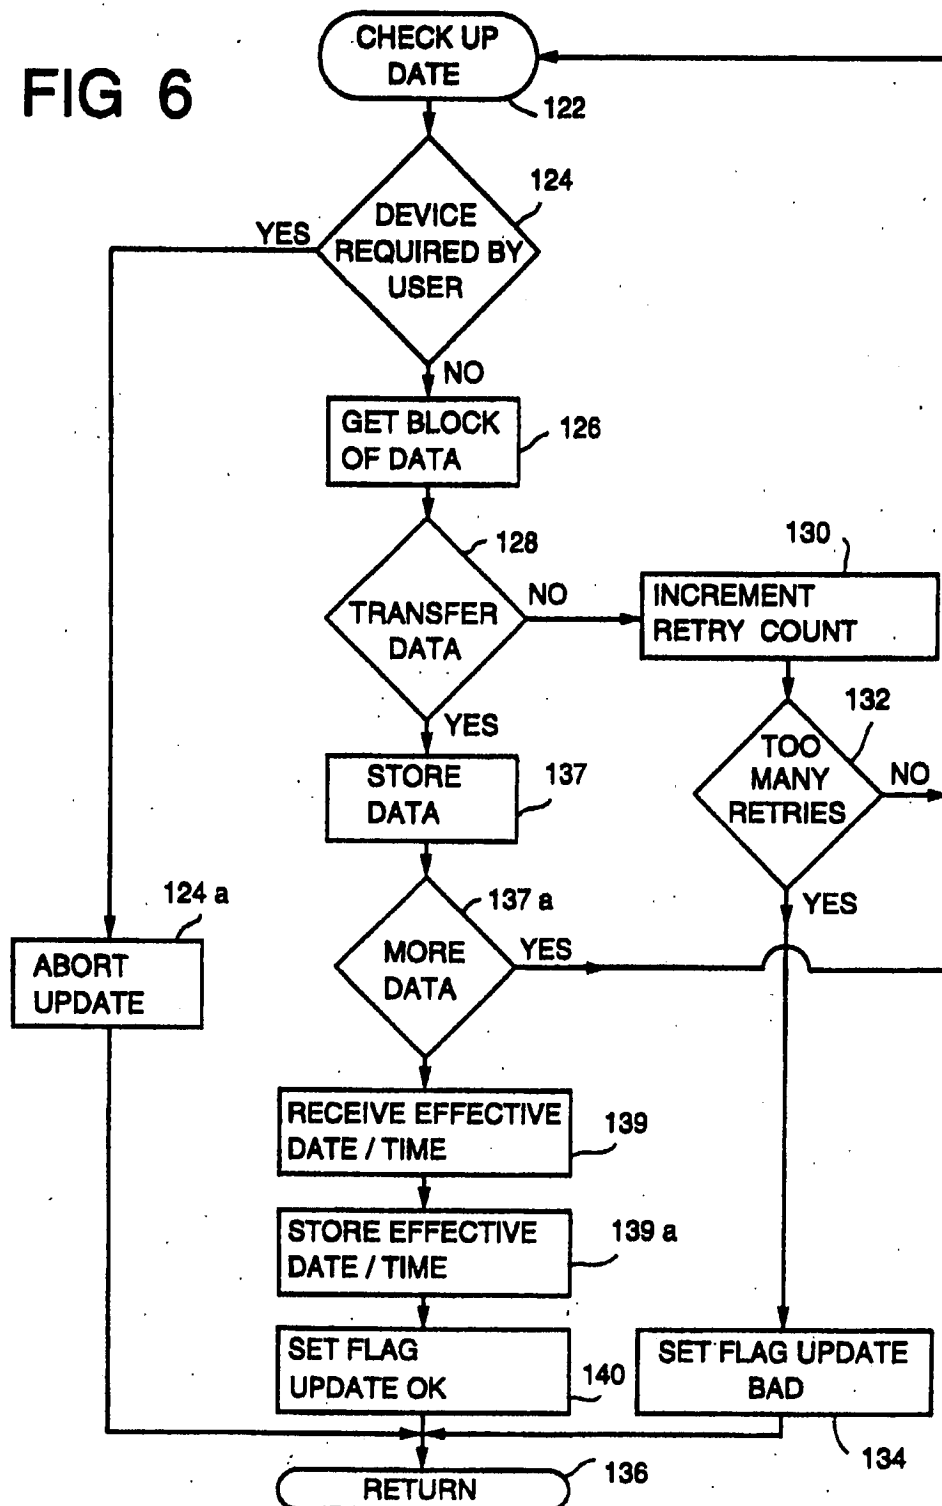 FIG 6
CHECK UP
DATE
122
124
DEVICE
REQUIRED BY
USER
YES
NO
GET BLOCK
OF DATA
126
128
TRANSFER
DATA
NO
YES
130
INCREMENT
RETRY COUNT
132
TOO
MANY
RETRIES
NO
YES
STORE
DATA
137
137 a
MORE
DATA
YES
124 a
ABORT
UPDATE
RECEIVE EFFECTIVE
DATE / TIME
139
STORE EFFECTIVE
DATE / TIME
139 a
SET FLAG
UPDATE OK
140
SET FLAG UPDATE
BAD
134
RETURN
136